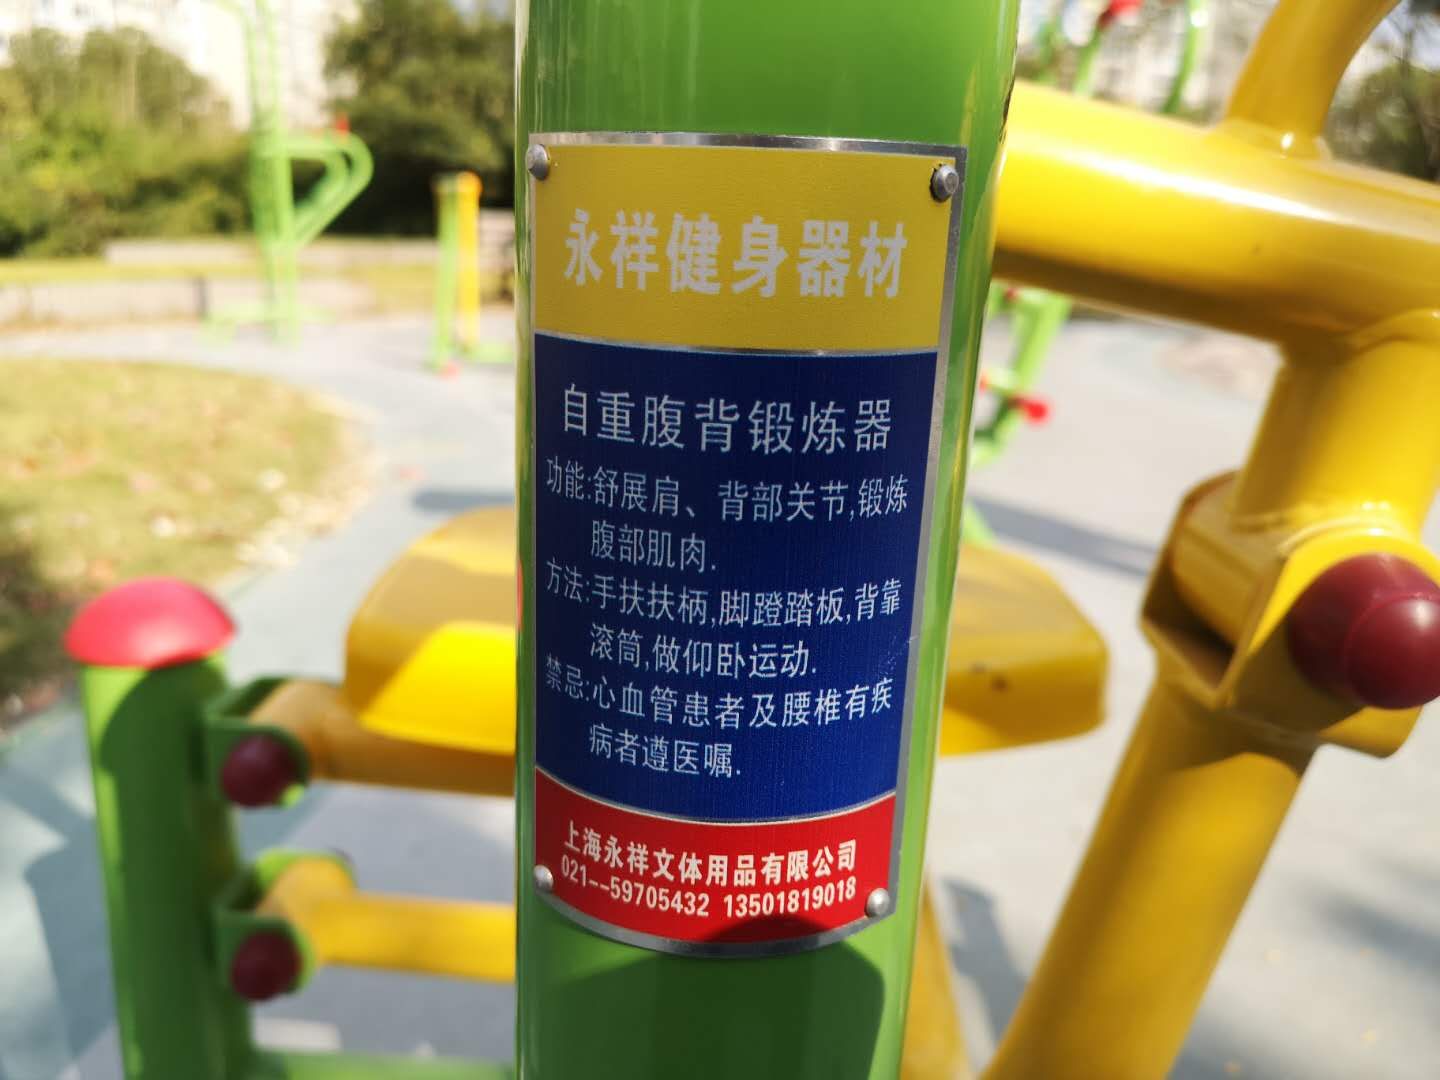 永祥健身器材
自重腹背锻炼器
功能:舒展肩、背部关节,锻炼
腹部肌肉.
方法:手扶扶柄,脚蹬踏板,背靠
滚筒,做仰卧运动.
禁忌:心血管患者及腰椎有疾
病者遵医嘱.
上海永祥文体用品有限公司
021--59705432 13501819018